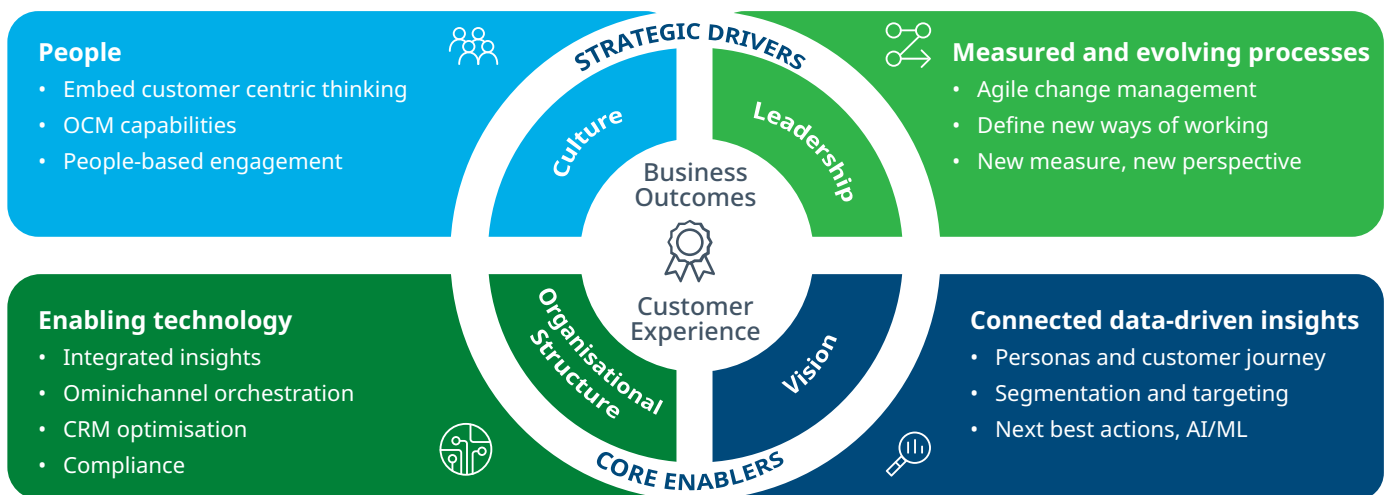 STRATEGIC DRIVERS
People
• Embed customer centric thinking
• OCM capabilities
• People-based engagement
Measured and evolving processes
• Agile change management
• Define new ways of working
• New measure, new perspective
Culture
Leadership
Business
Outcomes
Customer
Experience
Organisational
Structure
Vision
Enabling technology
• Integrated insights
• Ominichannel orchestration
• CRM optimisation
• Compliance
Connected data-driven insights
• Personas and customer journey
• Segmentation and targeting
• Next best actions, AI/ML
CORE ENABLERS